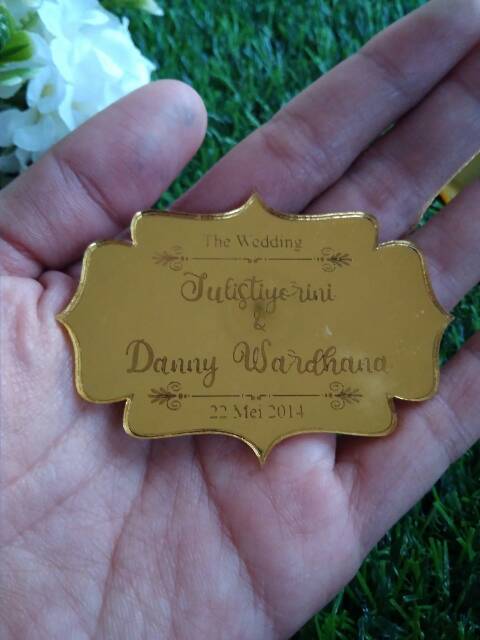 The Wedding
Julistiyorini
&
Danny Wardhana
22 Mei 2014